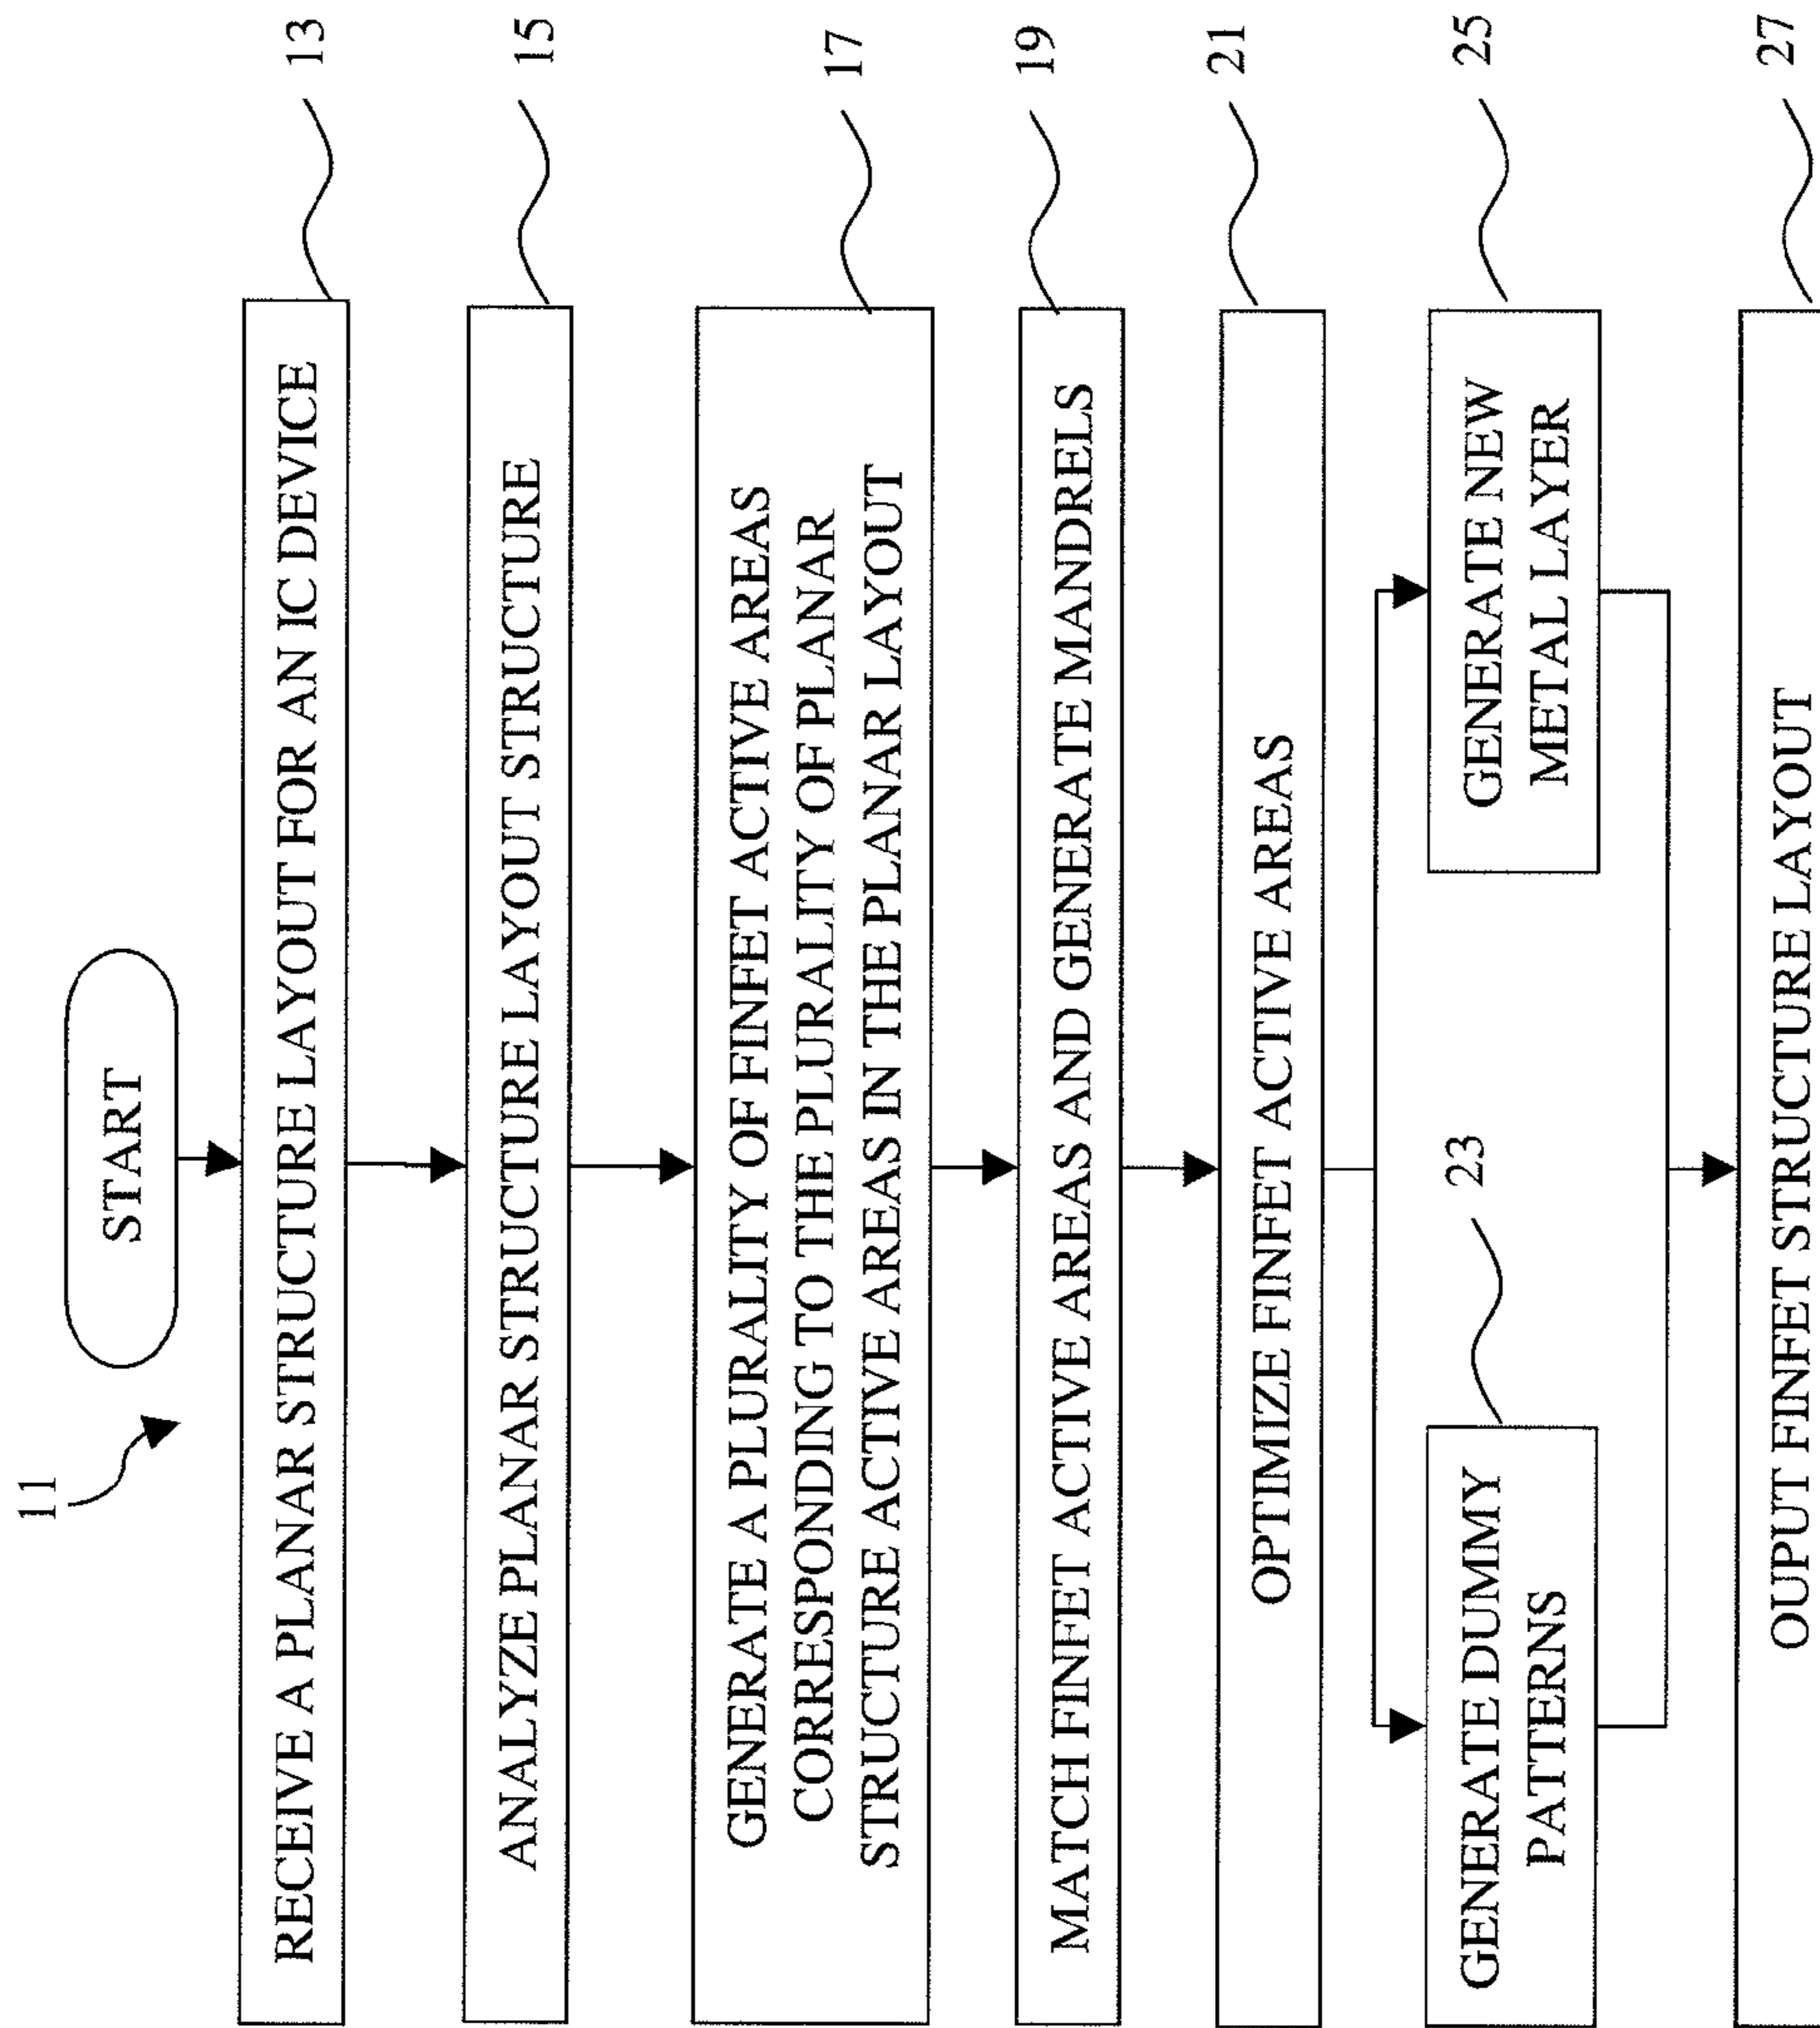 11
START
RECEIVE A PLANAR STRUCTURE LAYOUT FOR AN IC DEVICE
13
ANALYZE PLANAR STRUCTURE LAYOUT STRUCTURE
15
GENERATE A PLURALITY OF FINFET ACTIVE AREAS
CORRESPONDING TO THE PLURALITY OF PLANAR
STRUCTURE ACTIVE AREAS IN THE PLANAR LAYOUT
17
MATCH FINFET ACTIVE AREAS AND GENERATE MANDRELS
19
OPTIMIZE FINFET ACTIVE AREAS
21
GENERATE DUMMY
PATTERNS
23
GENERATE NEW
METAL LAYER
25
OUPUT FINFET STRUCTURE LAYOUT
27